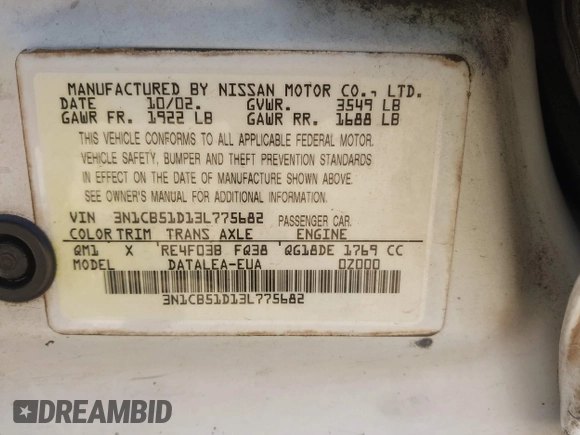 MANUFACTURED BY NISSAN MOTOR CO., LTD.
DATE 10/02. GVWR. 3549 LB
GAWR FR. 1922 LB GAWR RR. 1688 LB
THIS VEHICLE CONFORMS TO ALL APPLICABLE FEDERAL MOTOR.
VEHICLE SAFETY, BUMPER AND THEFT PREVENTION STANDARDS
IN EFFECT ON THE DATE OF MANUFACTURE SHOWN ABOVE.
SEE OWNER'S MANUAL FOR ADDITIONAL INFORMATION.
VIN 3N1CB51D13L775682 PASSENGER CAR.
COLOR TRIM TRANS AXLE ENGINE
QM1 X RE4F03B FQ38 QG18DE 1769 CC
MODEL DATALEA-EUA 0Z000
3N1CB51D13L775682
DREAMBID